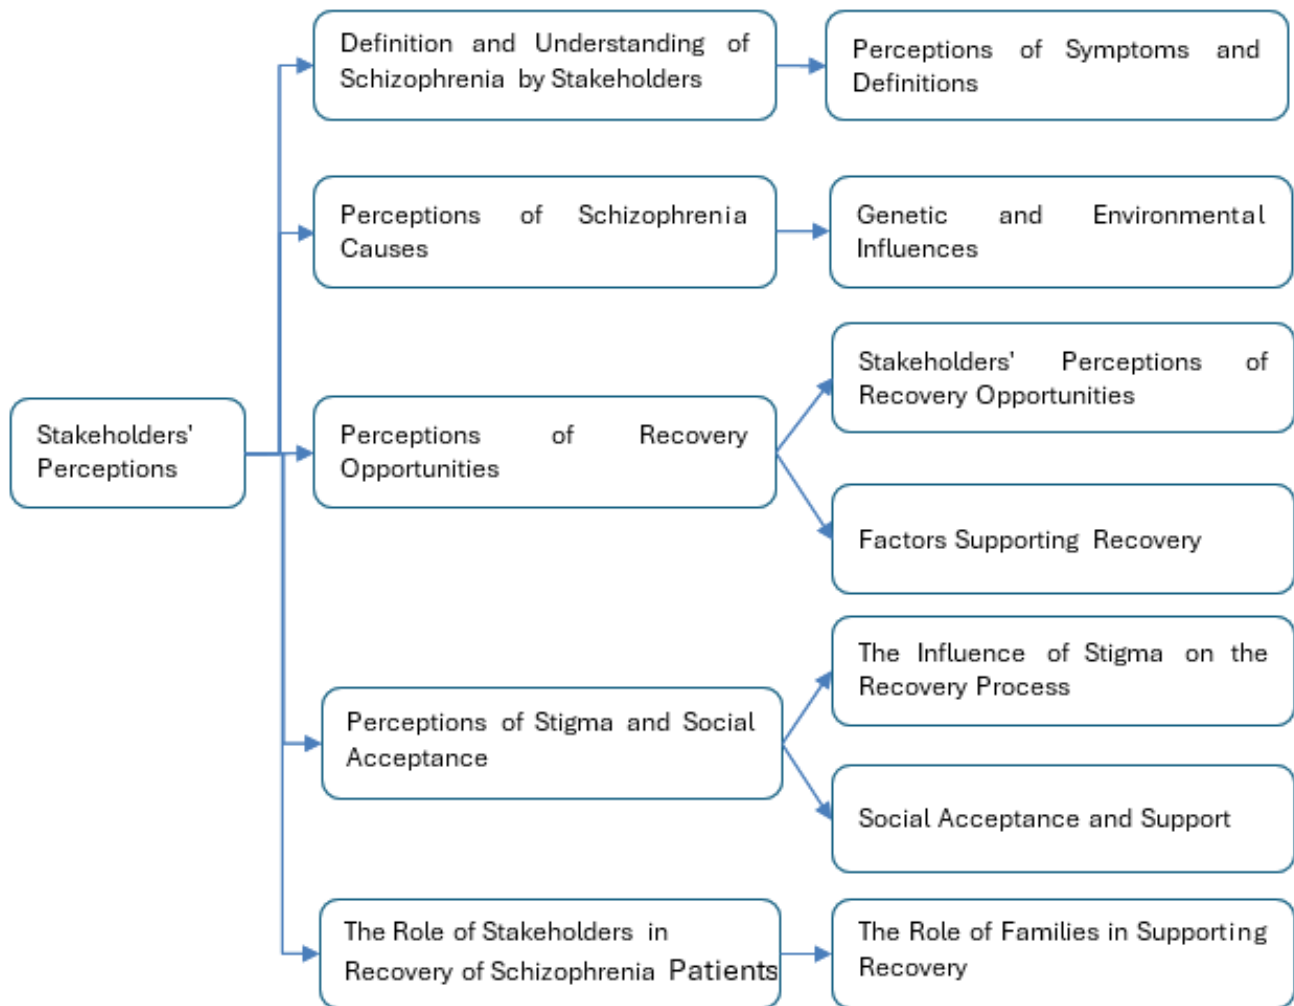 Definition and Understanding of
Schizophrenia by Stakeholders
Perceptions of Symptoms and
Definitions
Perceptions of Schizophrenia
Causes
Genetic and Environmental
Influences
Stakeholders'
Perceptions
Perceptions of Recovery
Opportunities
Stakeholders' Perceptions of
Recovery Opportunities
Factors Supporting Recovery
Perceptions of Stigma and Social
Acceptance
The Influence of Stigma on the
Recovery Process
Social Acceptance and Support
The Role of Stakeholders in
Recovery of Schizophrenia Patients
The Role of Families in Supporting
Recovery